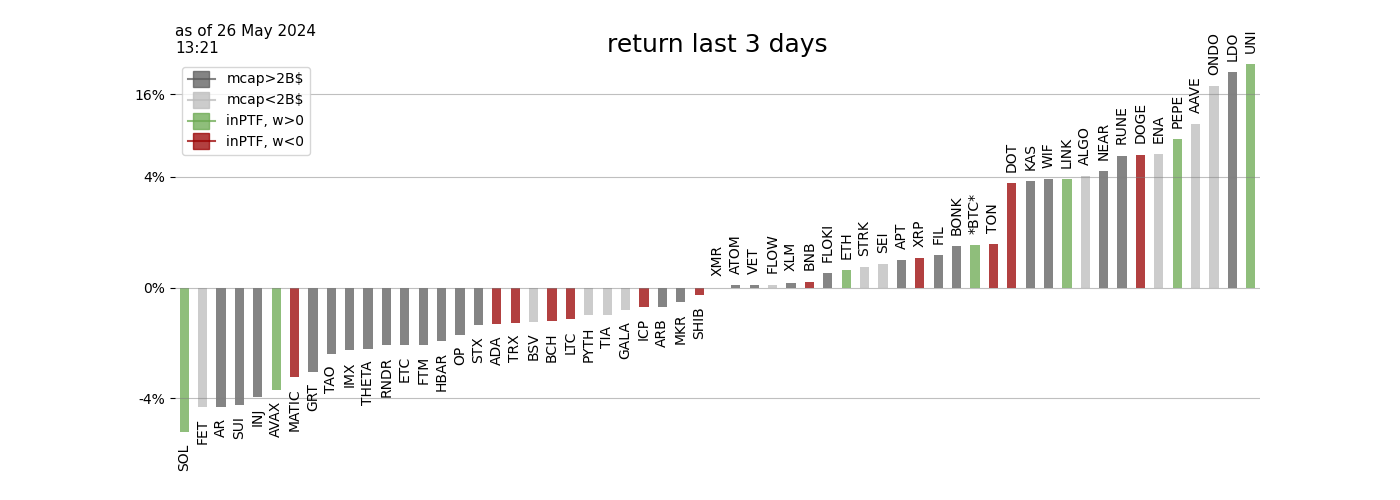 as of 26 May 2024
13:21
return last 3 days
mcap>2B$
mcap<2B$
inPTF, w>0
inPTF, w<0
16%
4%
0%
-4%
SOL
FET
AR
SUI
INJ
AVAX
MATIC
GRT
TAO
IMX
THETA
RNDR
ETC
FTM
HBAR
OP
STX
ADA
TRX
BSV
BCH
LTC
PYTH
TIA
GALA
ICP
ARB
MKR
SHIB
XMR
ATOM
VET
FLOW
XLM
BNB
FLOKI
ETH
STRK
SEI
APT
XRP
FIL
BONK
*BTC*
TON
DOT
KAS
WIF
LINK
ALGO
NEAR
RUNE
DOGE
ENA
PEPE
AAVE
ONDO
LDO
UNI